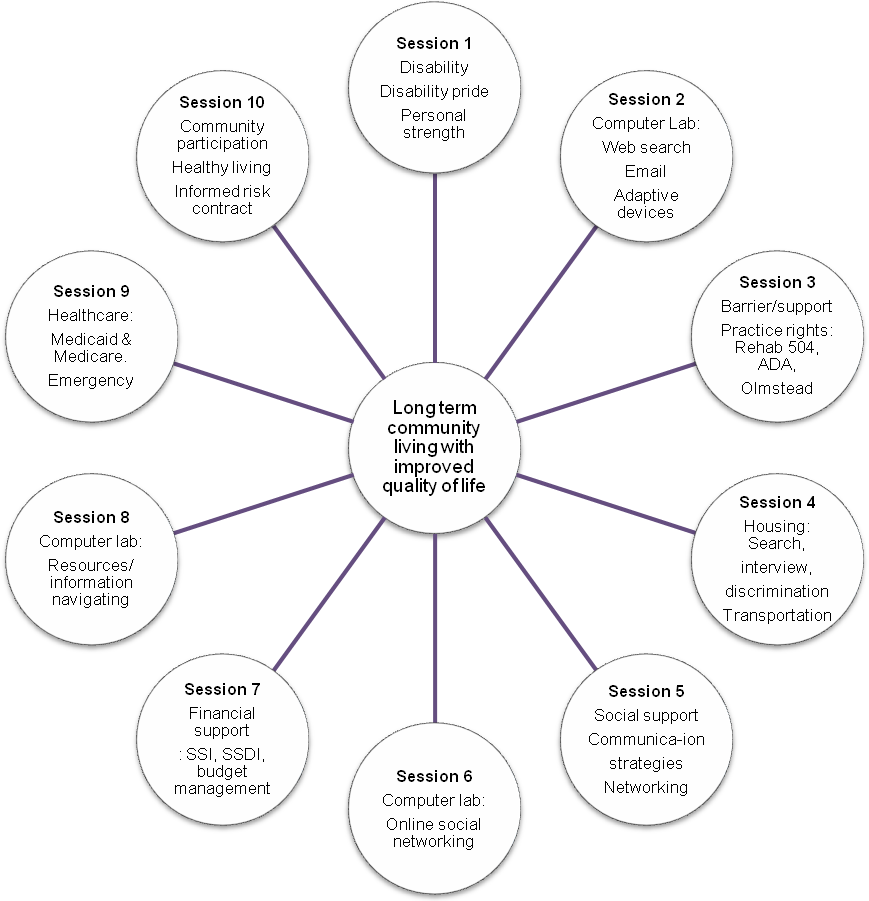 Session 1
Disability
Disability pride
Personal
strength
Session 2
Computer Lab:
Web search
Email
Adaptive
devices
Session 3
Barrier/support
Practice rights:
Rehab 504,
ADA,
Olmstead
Session 4
Housing:
Search,
interview,
discrimination
Transportation
Session 5
Social support
Communica-ion
strategies
Networking
Session 6
Computer lab:
Online social
networking
Session 7
Financial
support
: SSI, SSDI,
budget
management
Session 8
Computer lab:
Resources/
information
navigating
Session 9
Healthcare:
Medicaid &
Medicare.
Emergency
Session 10
Community
participation
Healthy living
Informed risk
contract
Long term
community
living with
improved
quality of life